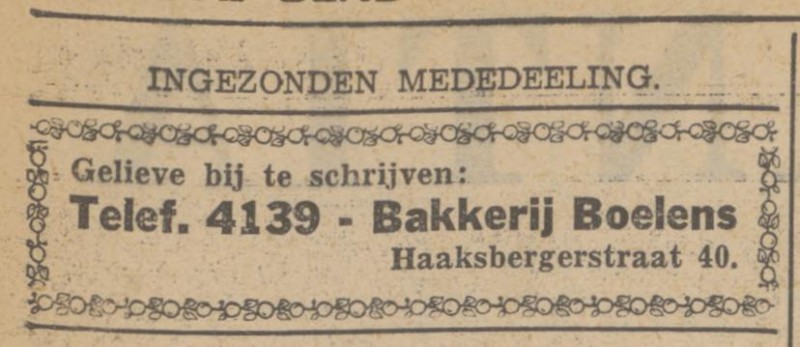 INGEZONDEN MEDEDEELING.
Gelieve bij te schrijven:
Telef. 4139 - Bakkerij Boelens
Haaksbergerstraat 40.